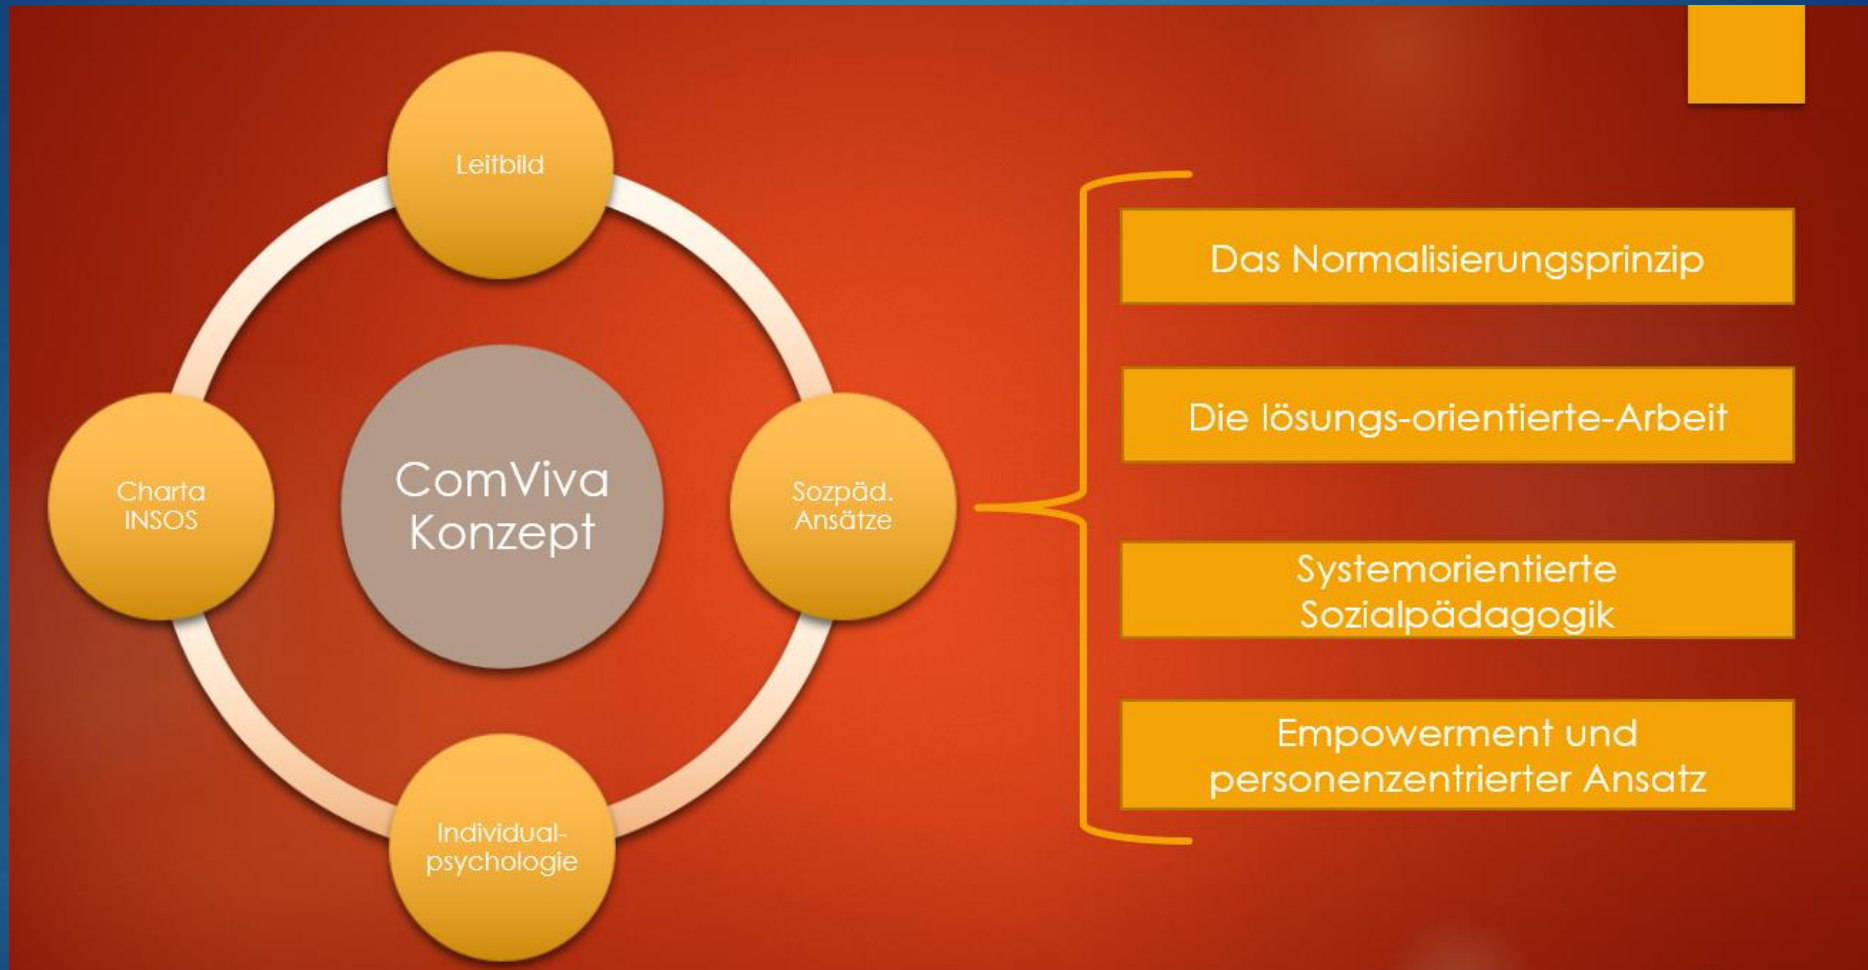 Leitbild
Charta
INSOS
ComViva
Konzept
Sozpäd.
Ansätze
Individual-
psychologie
Das Normalisierungsprinzip
Die lösungs-orientierte-Arbeit
Systemorientierte
Sozialpädagogik
Empowerment und
personenzentrierter Ansatz